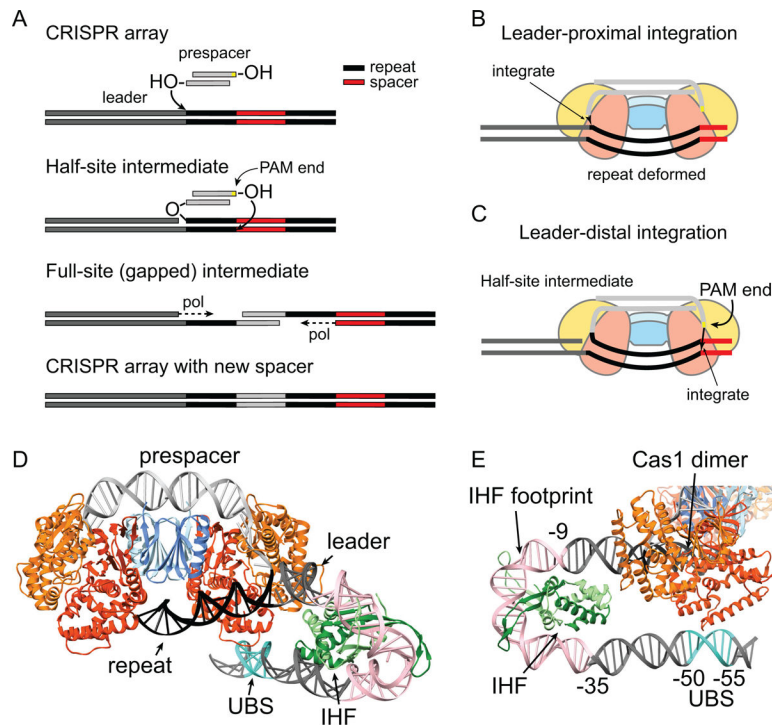 A
CRISPR array
prespacer
HO
-OH
leader
repeat
spacer
Half-site intermediate
PAM end
-OH
O
Full-site (gapped) intermediate
pol
pol
CRISPR array with new spacer
B
Leader-proximal integration
integrate
repeat deformed
C
Leader-distal integration
Half-site intermediate
PAM end
integrate
D
prespacer
leader
repeat
UBS
IHF
E
Cas1 dimer
IHF footprint
-9
IHF
-35
-50
-55
UBS